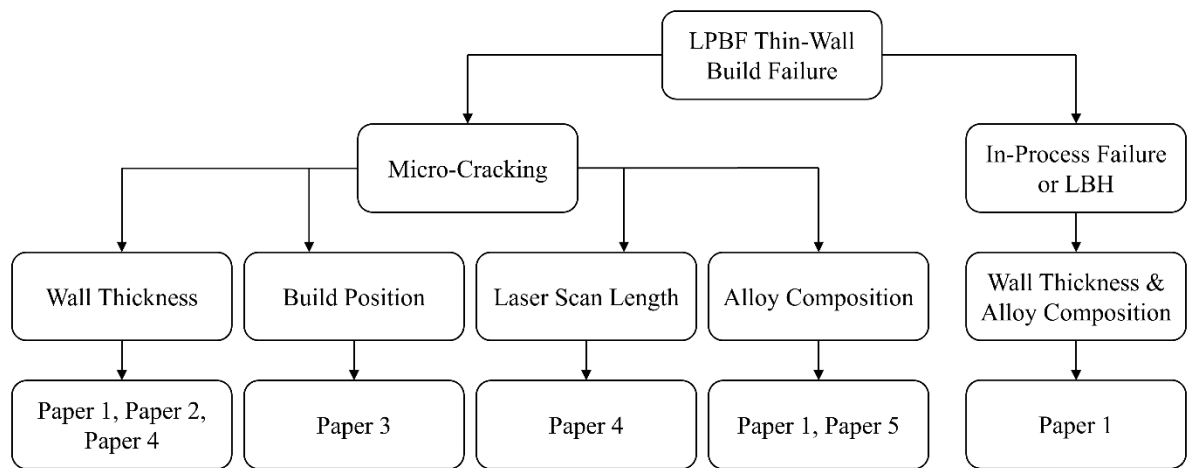 LPBF Thin-Wall
Build Failure
Micro-Cracking
In-Process Failure
or LBH
Wall Thickness
Build Position
Laser Scan Length
Alloy Composition
Wall Thickness &
Alloy Composition
Paper 1, Paper 2,
Paper 4
Paper 3
Paper 4
Paper 1, Paper 5
Paper 1